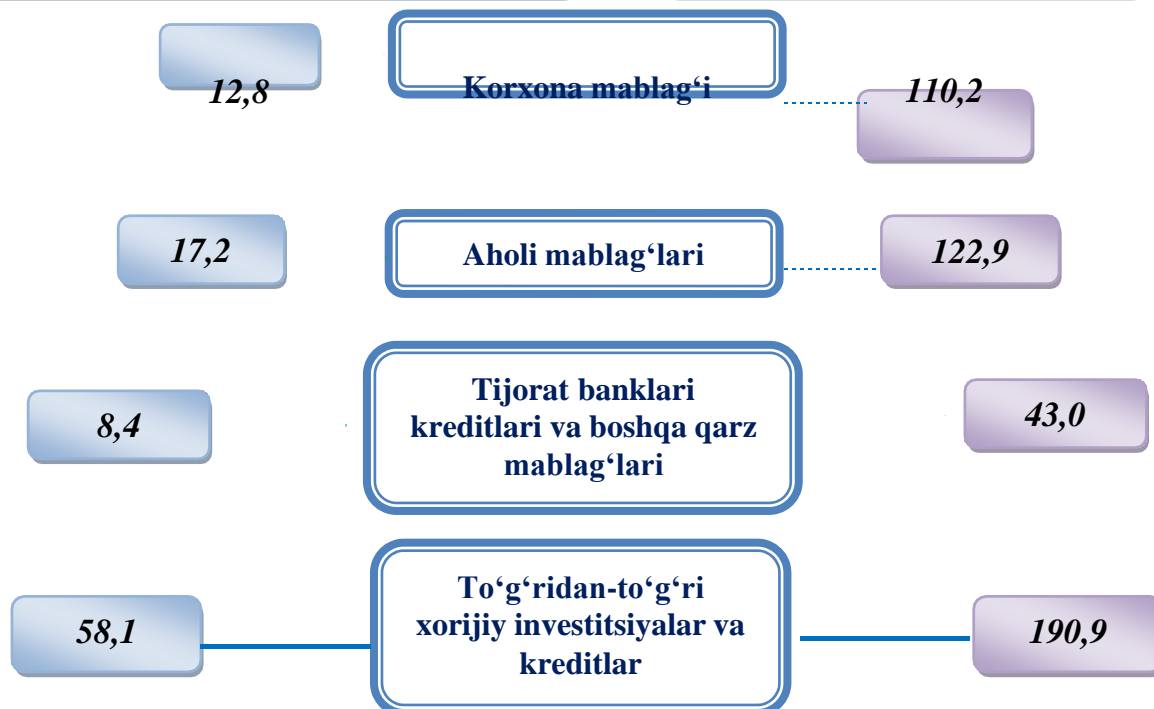 12,8
Korxona mablag‘i
110,2
17,2
Aholi mablag‘lari
122,9
8,4
Tijorat banklari
kreditlari va boshqa qarz
mablag‘lari
43,0
58,1
To‘g‘ridan-to‘g‘ri
xorijiy investitsiyalar va
kreditlar
190,9